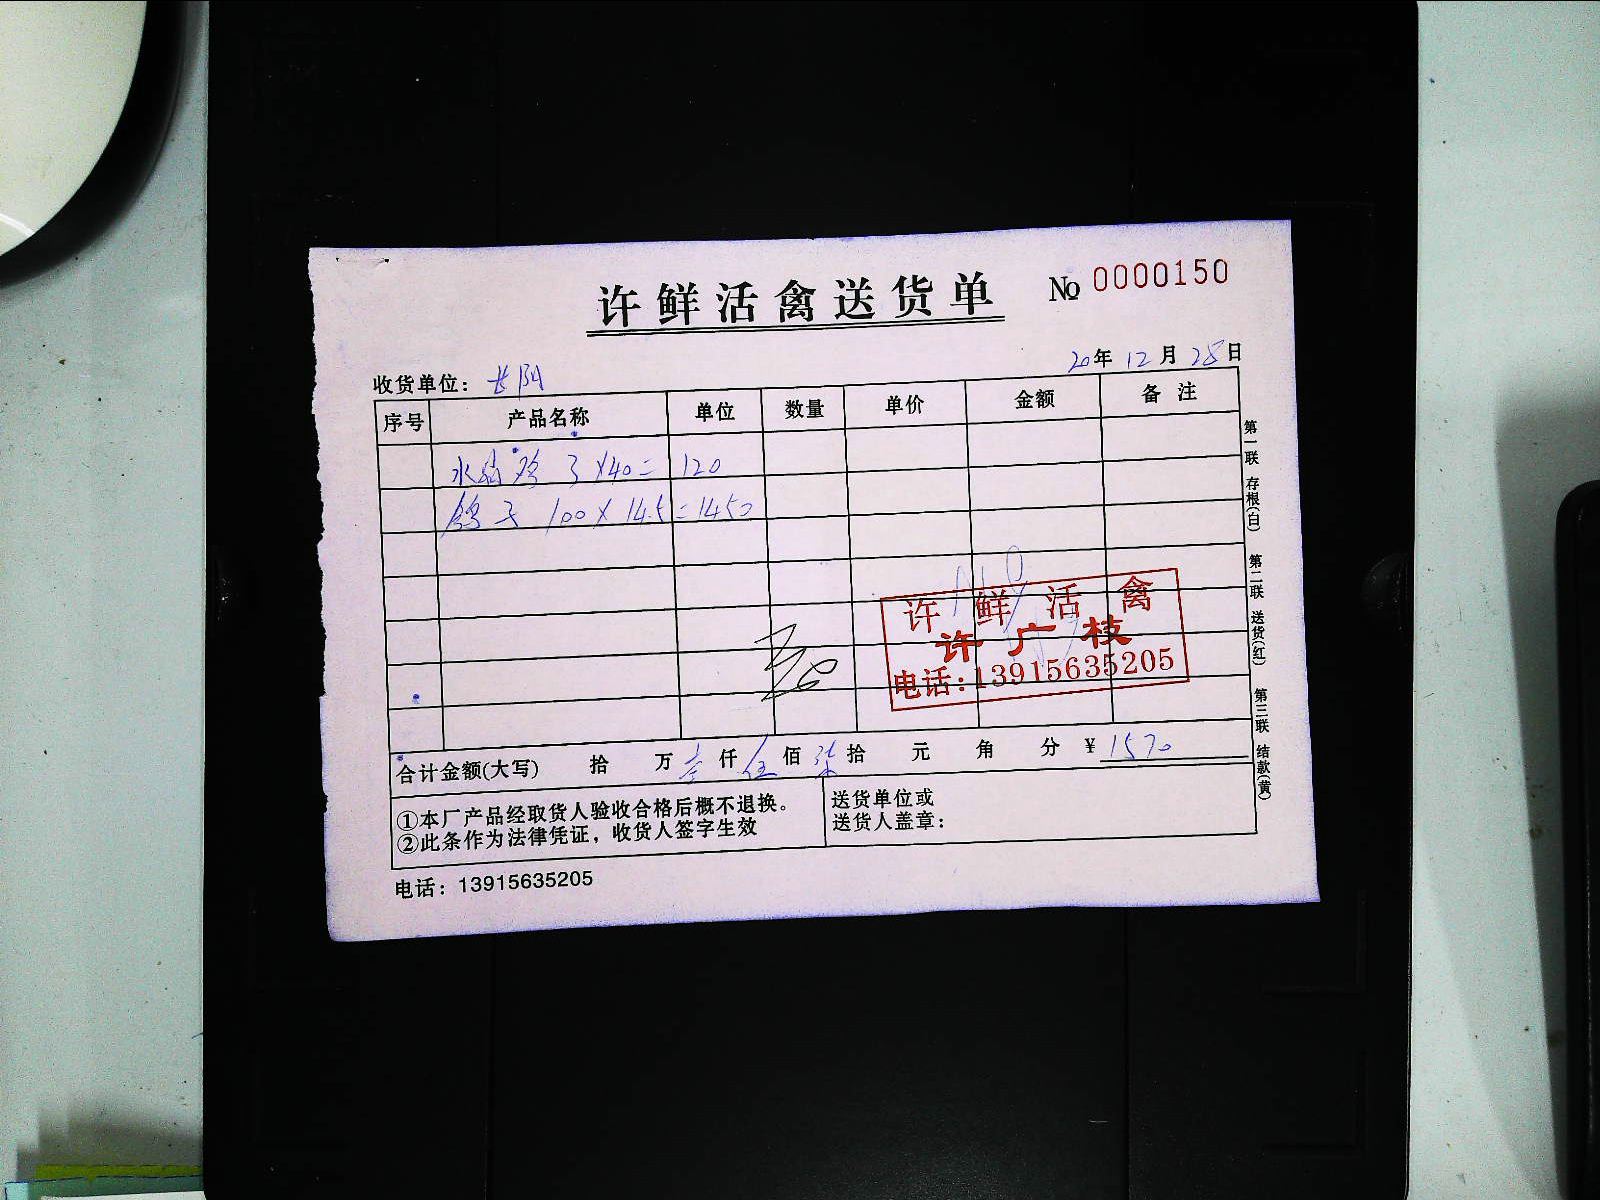 许鲜活禽送货单 № 0000150
20年12月25日
收货单位：长阳
序号 产品名称 单位 数量 单价 金额 备注
水 鸡 3×40=120
鸽子 100×14.5=1450
许鲜活禽
许广枝
电话:13915635205
合计金额(大写) 拾 万 壹 仟 伍 佰 柒 拾 元 角 分 ¥ 1570
①本厂产品经取货人验收合格后概不退换。
②此条作为法律凭证，收货人签字生效
送货单位或
送货人盖章：
电话：13915635205
第一联 存根(白) 第二联 送货(红) 第三联 结款(黄)